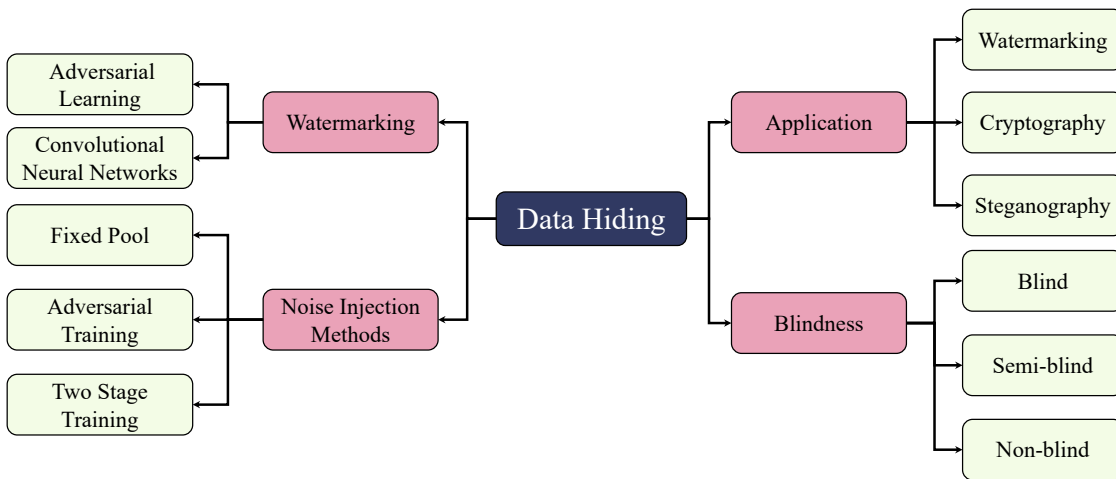 Adversarial
Learning
Convolutional
Neural Networks
Watermarking
Fixed Pool
Adversarial
Training
Two Stage
Training
Noise Injection
Methods
Data Hiding
Application
Watermarking
Cryptography
Steganography
Blindness
Blind
Semi-blind
Non-blind